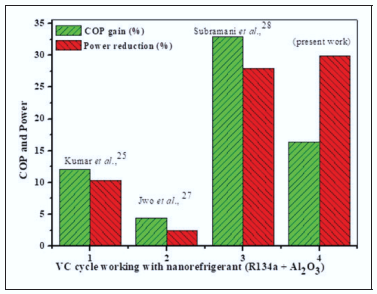 COP gain (%)
Power reduction (%)
Subramani et al.,28
(present work)
Kumar et al.,25
Jwo et al.,27
COP and Power
35
30
25
20
15
10
5
0
1 2 3 4
VC cycle working with nanorefrigerant (R134a + Al2O3)